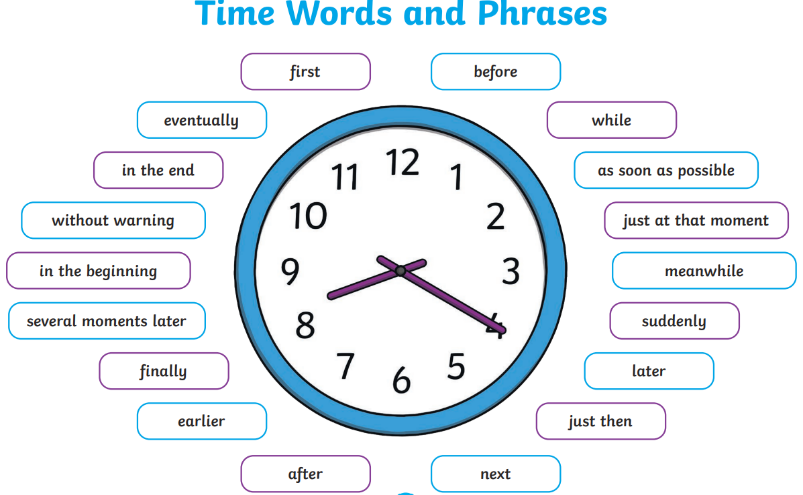 Time Words and Phrases
first
before
eventually
while
in the end
as soon as possible
without warning
just at that moment
in the beginning
meanwhile
several moments later
suddenly
finally
later
earlier
just then
after
next
12
1
2
3
4
5
6
7
8
9
10
11